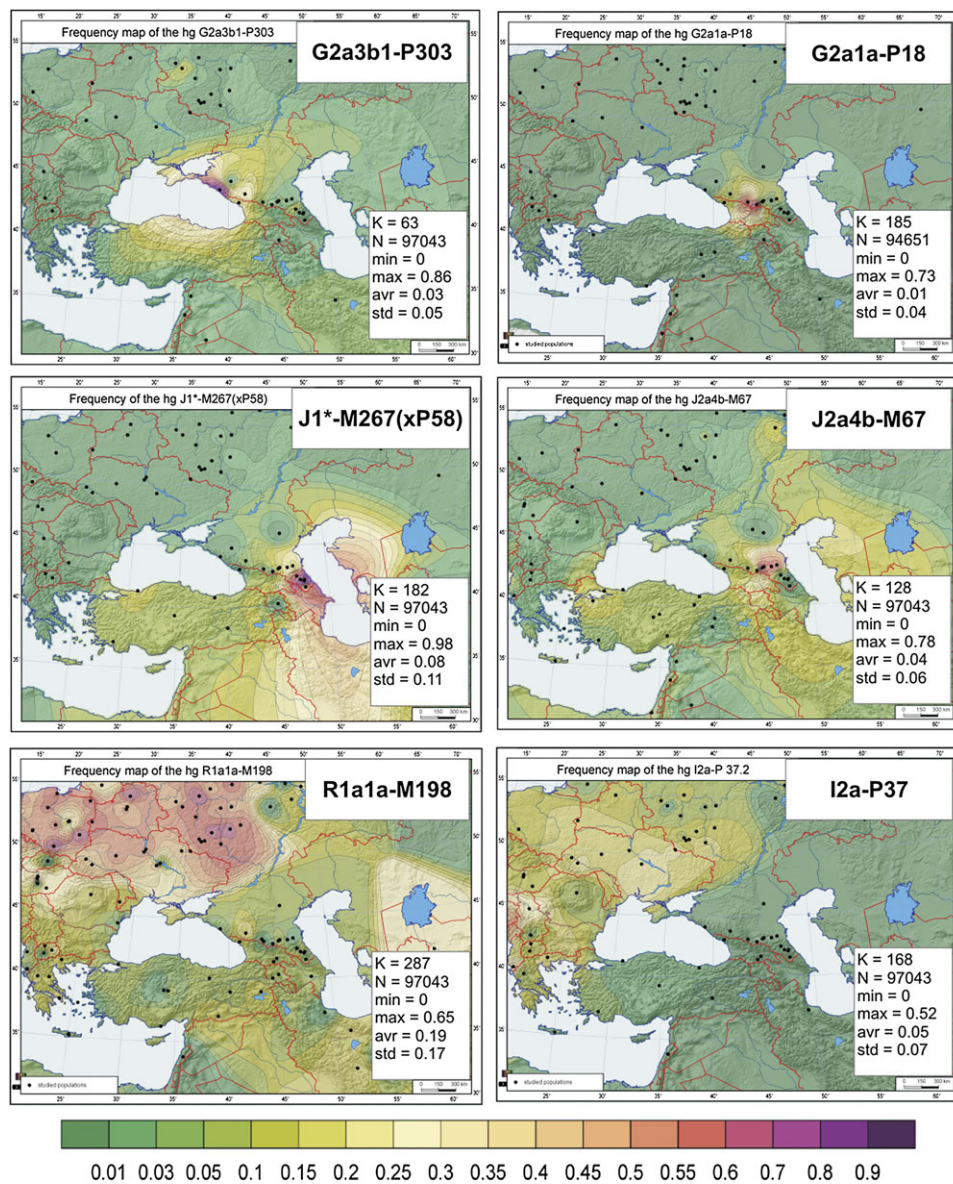 Frequency map of the hg G2a3b1-P303
G2a3b1-P303
K = 63
N = 97043
min = 0
max = 0.86
avr = 0.03
std = 0.05
Frequency map of the hg G2a1a-P18
G2a1a-P18
K = 185
N = 94651
min = 0
max = 0.73
avr = 0.01
std = 0.04
studied populations
Frequency of the hg J1*-M267(xP58)
J1*-M267(xP58)
K = 182
N = 97043
min = 0
max = 0.98
avr = 0.08
std = 0.11
Frequency of the hg J2a4b-M67
J2a4b-M67
K = 128
N = 97043
min = 0
max = 0.78
avr = 0.04
std = 0.06
Frequency map of the hg R1a1a-M198
R1a1a-M198
K = 287
N = 97043
min = 0
max = 0.65
avr = 0.19
std = 0.17
studied populations
Frequency map of the hg I2a-P 37.2
I2a-P37
K = 168
N = 97043
min = 0
max = 0.52
avr = 0.05
std = 0.07
studied populations
0.01 0.03 0.05 0.1 0.15 0.2 0.25 0.3 0.35 0.4 0.45 0.5 0.55 0.6 0.7 0.8 0.9